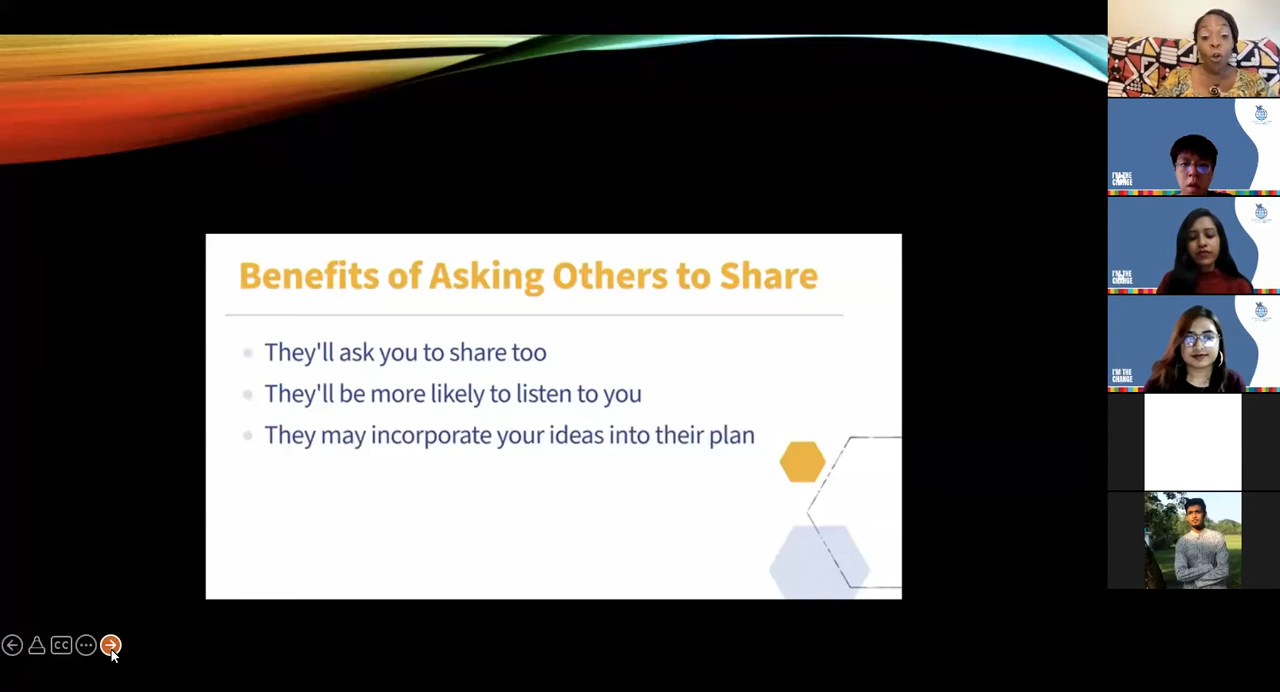 Benefits of Asking Others to Share
They'll ask you to share too
They'll be more likely to listen to you
They may incorporate your ideas into their plan
CC
I'M THE
CHANGE
I'M THE
CHANGE
I'M THE
CHANGE